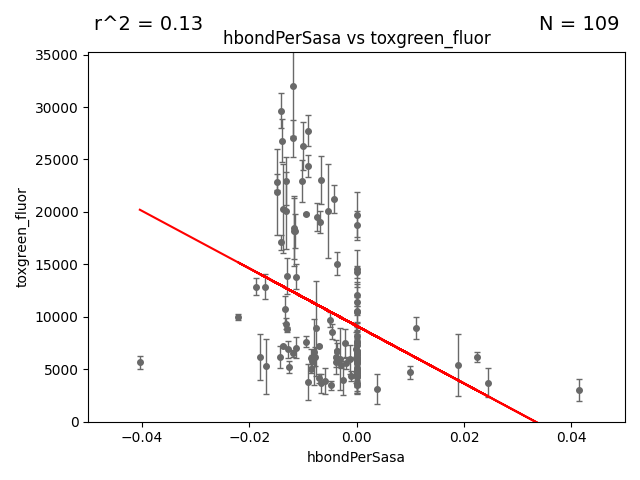 r^2 = 0.13
N = 109
hbondPerSasa vs toxgreen_fluor
35000
30000
25000
20000
15000
10000
5000
0
toxgreen_fluor
−0.04
−0.02
0.00
0.02
0.04
hbondPerSasa